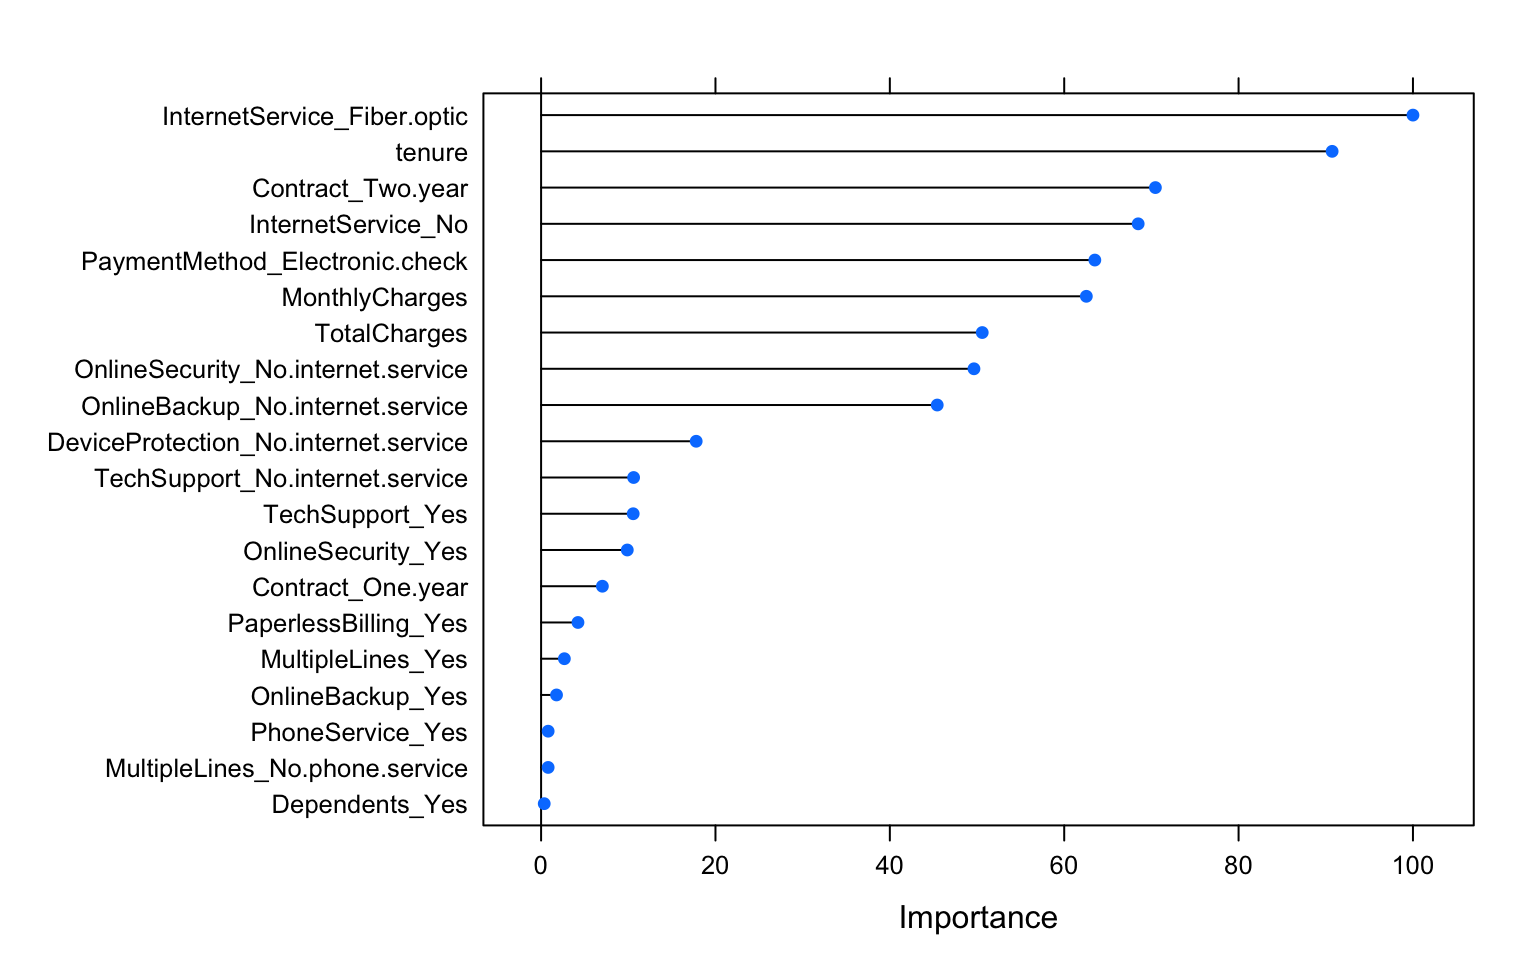 InternetService_Fiber.optic
tenure
Contract_Two.year
InternetService_No
PaymentMethod_Electronic.check
MonthlyCharges
TotalCharges
OnlineSecurity_No.internet.service
OnlineBackup_No.internet.service
DeviceProtection_No.internet.service
TechSupport_No.internet.service
TechSupport_Yes
OnlineSecurity_Yes
Contract_One.year
PaperlessBilling_Yes
MultipleLines_Yes
OnlineBackup_Yes
PhoneService_Yes
MultipleLines_No.phone.service
Dependents_Yes
0 20 40 60 80 100
Importance